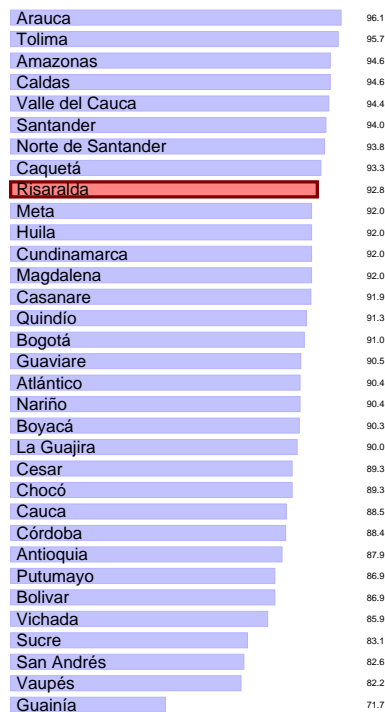 Arauca 96.1
Tolima 95.7
Amazonas 94.6
Caldas 94.6
Valle del Cauca 94.4
Santander 94.0
Norte de Santander 93.8
Caquetá 93.3
Risaralda 92.8
Meta 92.0
Huila 92.0
Cundinamarca 92.0
Magdalena 92.0
Casanare 91.9
Quindío 91.3
Bogotá 91.0
Guaviare 90.5
Atlántico 90.4
Nariño 90.4
Boyacá 90.3
La Guajira 90.0
Cesar 89.3
Chocó 89.3
Cauca 88.5
Córdoba 88.4
Antioquia 87.9
Putumayo 86.9
Bolivar 86.9
Vichada 85.9
Sucre 83.1
San Andrés 82.6
Vaupés 82.2
Guainía 71.7